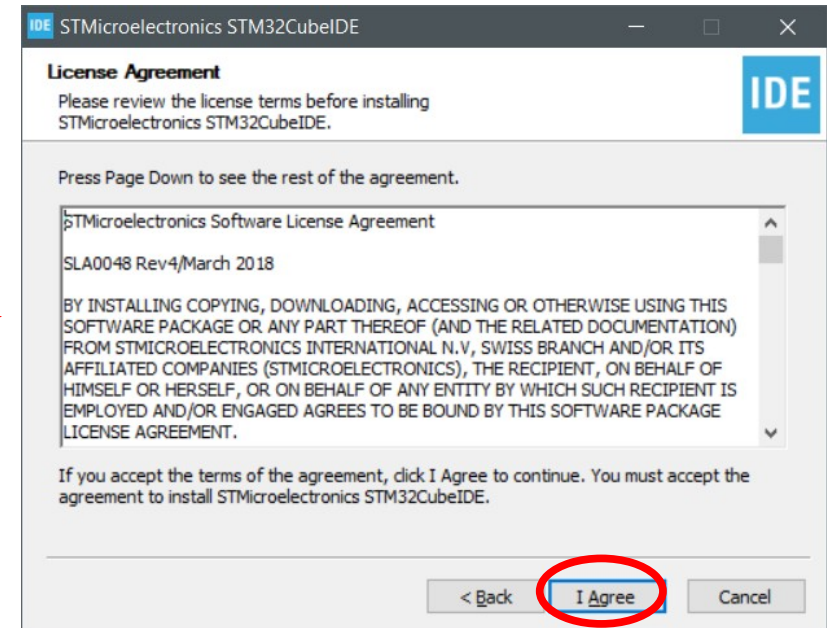 IDE STMicroelectronics STM32CubeIDE
License Agreement
Please review the license terms before installing
STMicroelectronics STM32CubeIDE.
IDE
Press Page Down to see the rest of the agreement.
STMicroelectronics Software License Agreement
SLA0048 Rev4/March 2018
BY INSTALLING COPYING, DOWNLOADING, ACCESSING OR OTHERWISE USING THIS
SOFTWARE PACKAGE OR ANY PART THEREOF (AND THE RELATED DOCUMENTATION)
FROM STMICROELECTRONICS INTERNATIONAL N.V, SWISS BRANCH AND/OR ITS
AFFILIATED COMPANIES (STMICROELECTRONICS), THE RECIPIENT, ON BEHALF OF
HIMSELF OR HERSELF, OR ON BEHALF OF ANY ENTITY BY WHICH SUCH RECIPIENT IS
EMPLOYED AND/OR ENGAGED AGREES TO BE BOUND BY THIS SOFTWARE PACKAGE
LICENSE AGREEMENT.
If you accept the terms of the agreement, click I Agree to continue. You must accept the
agreement to install STMicroelectronics STM32CubeIDE.
< Back I Agree Cancel